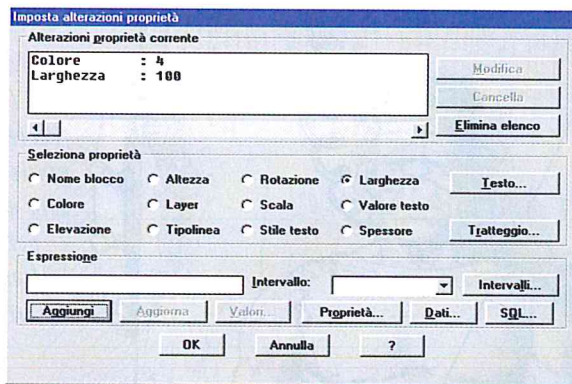 Imposta alterazioni proprietà
Alterazioni proprietà corrente
Colore : 4
Larghezza : 100
Modifica
Cancella
Elimina elenco
Seleziona proprietà
Nome blocco Altezza Rotazione Larghezza Testo...
Colore Layer Scala Valore testo
Elevazione Tipolinea Stile testo Spessore Tratteggio...
Espressione
Intervallo: Intervalli...
Aggiungi Aggiorna Valori... Proprietà... Dati... SQL...
OK Annulla ?